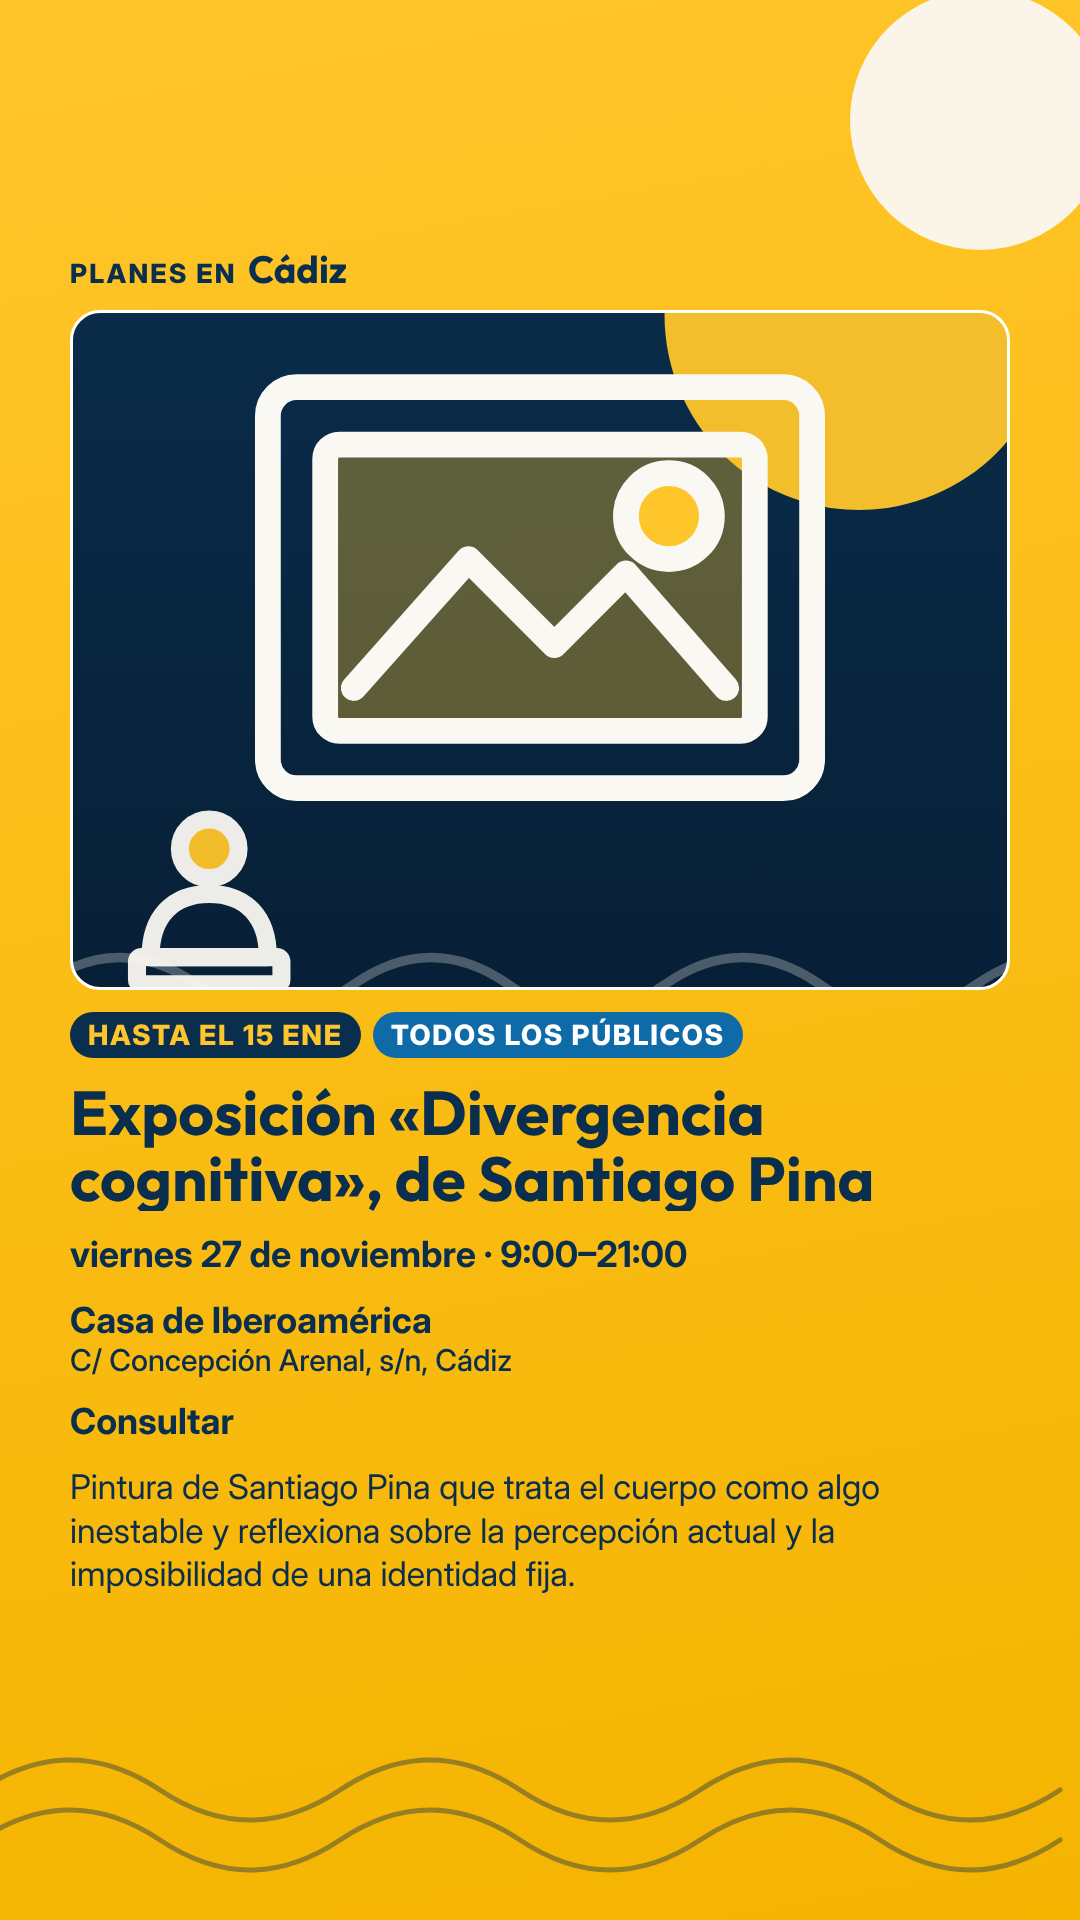 PLANES EN Cádiz
HASTA EL 15 ENE
TODOS LOS PÚBLICOS
Exposición «Divergencia
cognitiva», de Santiago Pina
viernes 27 de noviembre · 9:00–21:00
Casa de Iberoamérica
C/ Concepción Arenal, s/n, Cádiz
Consultar
Pintura de Santiago Pina que trata el cuerpo como algo
inestable y reflexiona sobre la percepción actual y la
imposibilidad de una identidad fija.